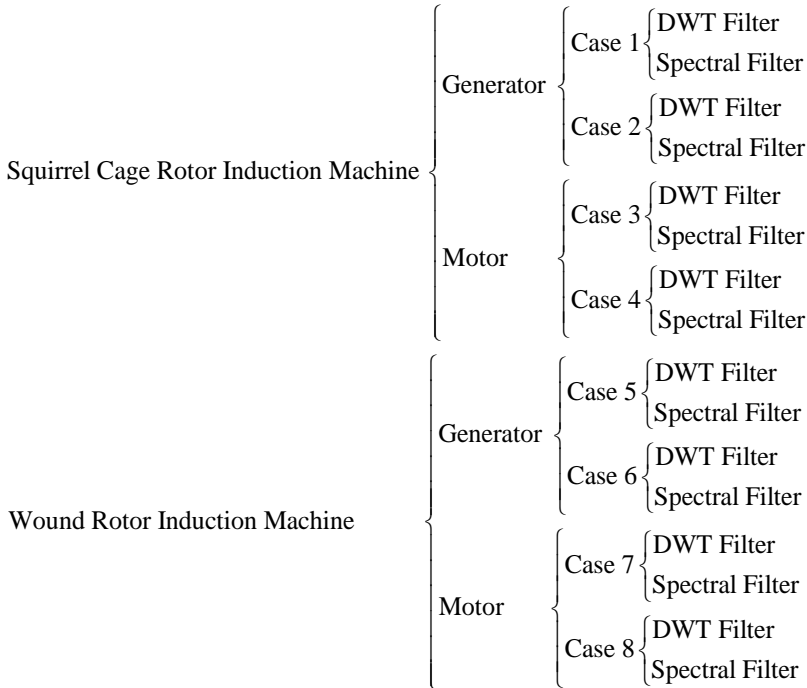 Squirrel Cage Rotor Induction Machine
Generator
Case 1
DWT Filter
Spectral Filter
Case 2
DWT Filter
Spectral Filter
Motor
Case 3
DWT Filter
Spectral Filter
Case 4
DWT Filter
Spectral Filter
Wound Rotor Induction Machine
Generator
Case 5
DWT Filter
Spectral Filter
Case 6
DWT Filter
Spectral Filter
Motor
Case 7
DWT Filter
Spectral Filter
Case 8
DWT Filter
Spectral Filter